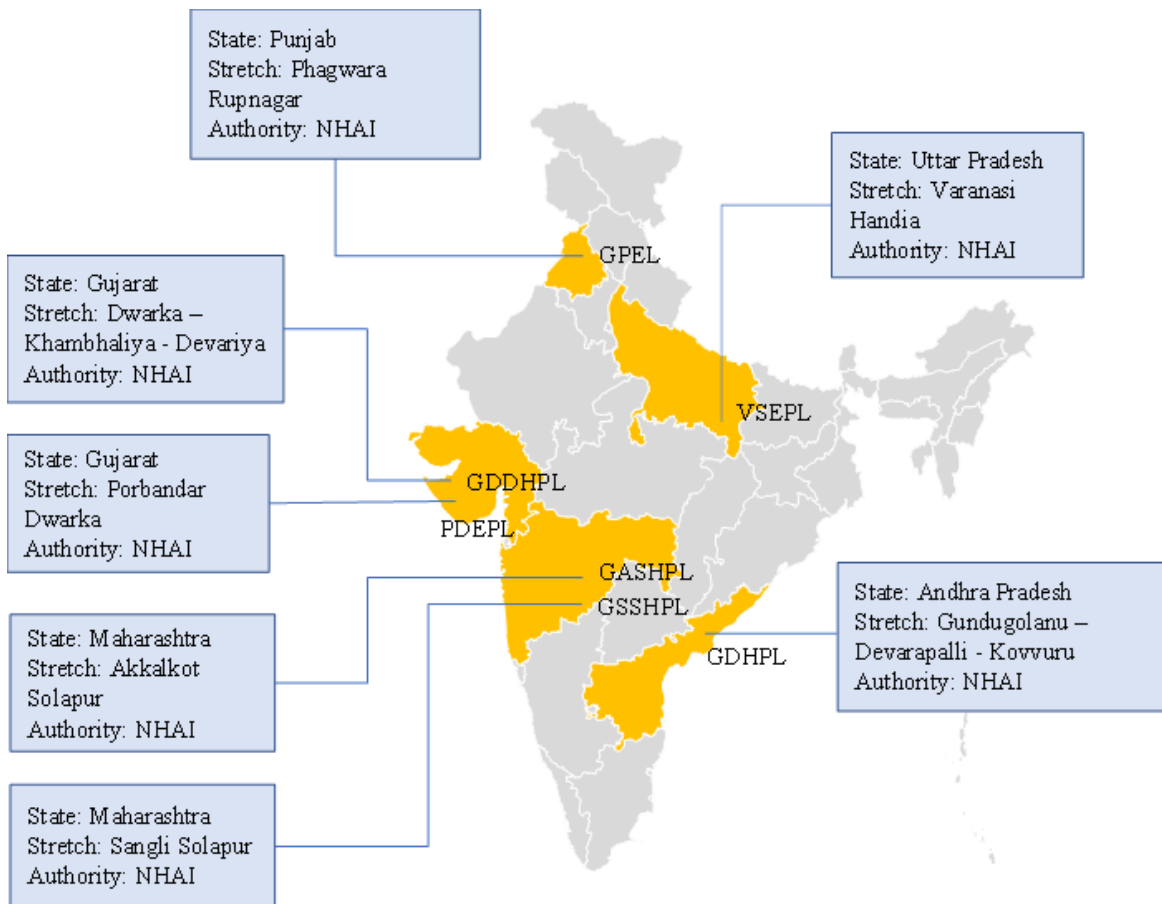 State: Punjab
Stretch: Phagwara
Rupnagar
Authority: NHAI
State: Uttar Pradesh
Stretch: Varanasi
Handia
Authority: NHAI
GPEL
State: Gujarat
Stretch: Dwarka –
Khambhaliya - Devariya
Authority: NHAI
VSEPL
State: Gujarat
Stretch: Porbandar
Dwarka
Authority: NHAI
GDDHPL
PDEPL
GASHPL
GSSHPL
State: Andhra Pradesh
Stretch: Gundugolanu –
Devarapalli - Kovvuru
Authority: NHAI
GDHPL
State: Maharashtra
Stretch: Akkalkot
Solapur
Authority: NHAI
State: Maharashtra
Stretch: Sangli Solapur
Authority: NHAI